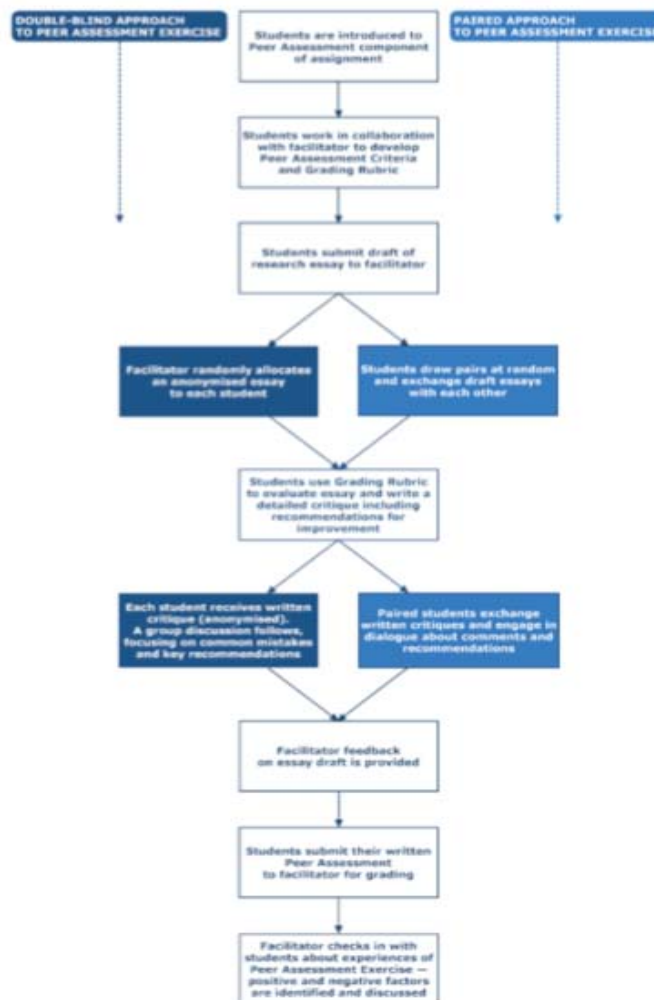 DOUBLE-BLIND APPROACH
TO PEER ASSESSMENT EXERCISE
PAIRED APPROACH
TO PEER ASSESSMENT EXERCISE
Students are introduced to
Peer Assessment component
of assignment
Students work in collaboration
with facilitator to develop
Peer Assessment Criteria
and Grading Rubric
Students submit draft of
research essay to facilitator
Facilitator randomly allocates
an anonymised essay
to each student
Students draw pairs at random
and exchange draft essays
with each other
Students use Grading Rubric
to evaluate essay and write a
detailed critique including
recommendations for
improvement
Each student receives written
critique (anonymised).
A group discussion follows,
focusing on common mistakes
and key recommendations
Paired students exchange
written critiques and engage in
dialogue about comments and
recommendations
Facilitator feedback
on essay draft is provided
Students submit their written
Peer Assessment
to facilitator for grading
Facilitator checks in with
students about experiences of
Peer Assessment Exercise —
positive and negative factors
are identified and discussed